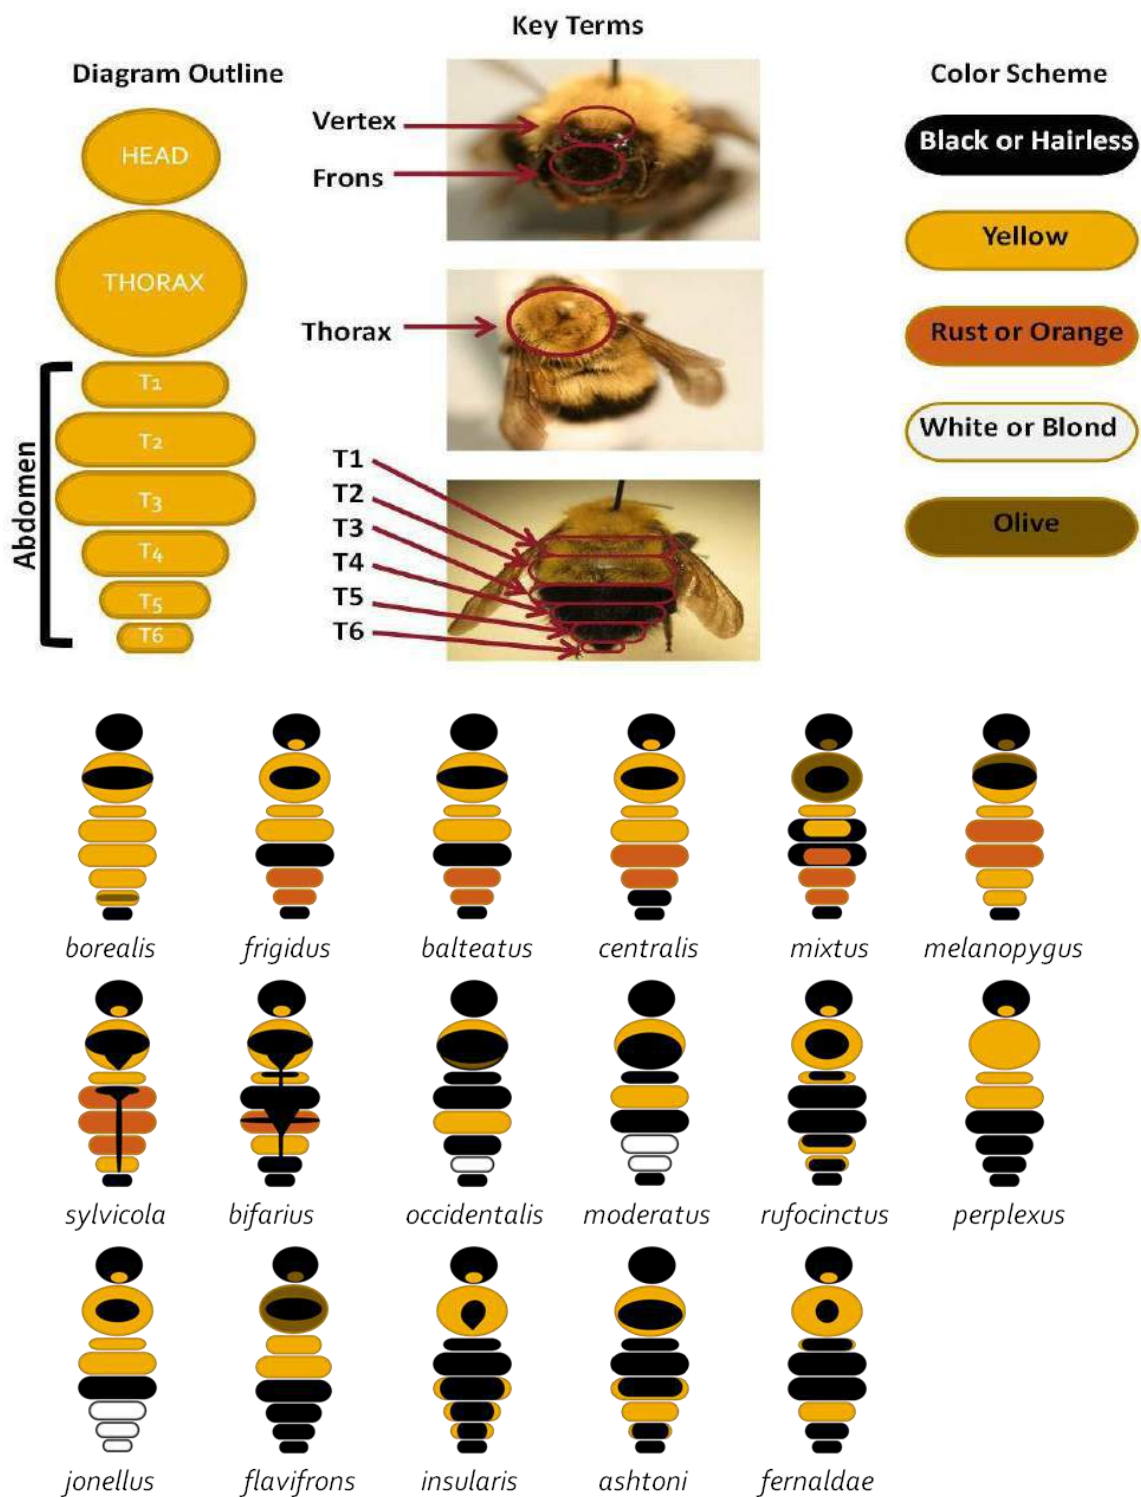 Key Terms
Diagram Outline
Color Scheme
HEAD
THORAX
T1
T2
T3
T4
T5
T6
Abdomen
Vertex
Frons
Thorax
T1
T2
T3
T4
T5
T6
Black or Hairless
Yellow
Rust or Orange
White or Blond
Olive
borealis frigidus balteatus centralis mixtus melanopygus
sylvicola bifarius occidentalis moderatus rufocinctus perplexus
jonellus flavifrons insularis ashtoni fernaldae